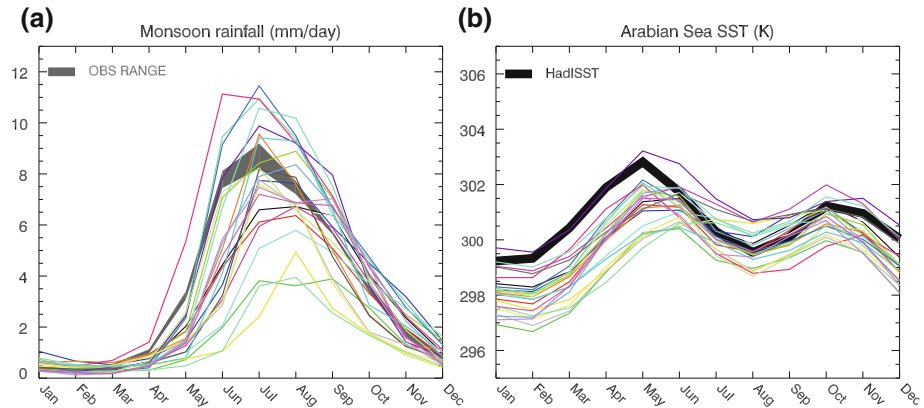 (a)
Monsoon rainfall (mm/day)
12
10
8
6
4
2
0
OBS RANGE
Jan Feb Mar Apr May Jun Jul Aug Sep Oct Nov Dec
(b)
Arabian Sea SST (K)
306
304
302
300
298
296
HadISST
Jan Feb Mar Apr May Jun Jul Aug Sep Oct Nov Dec